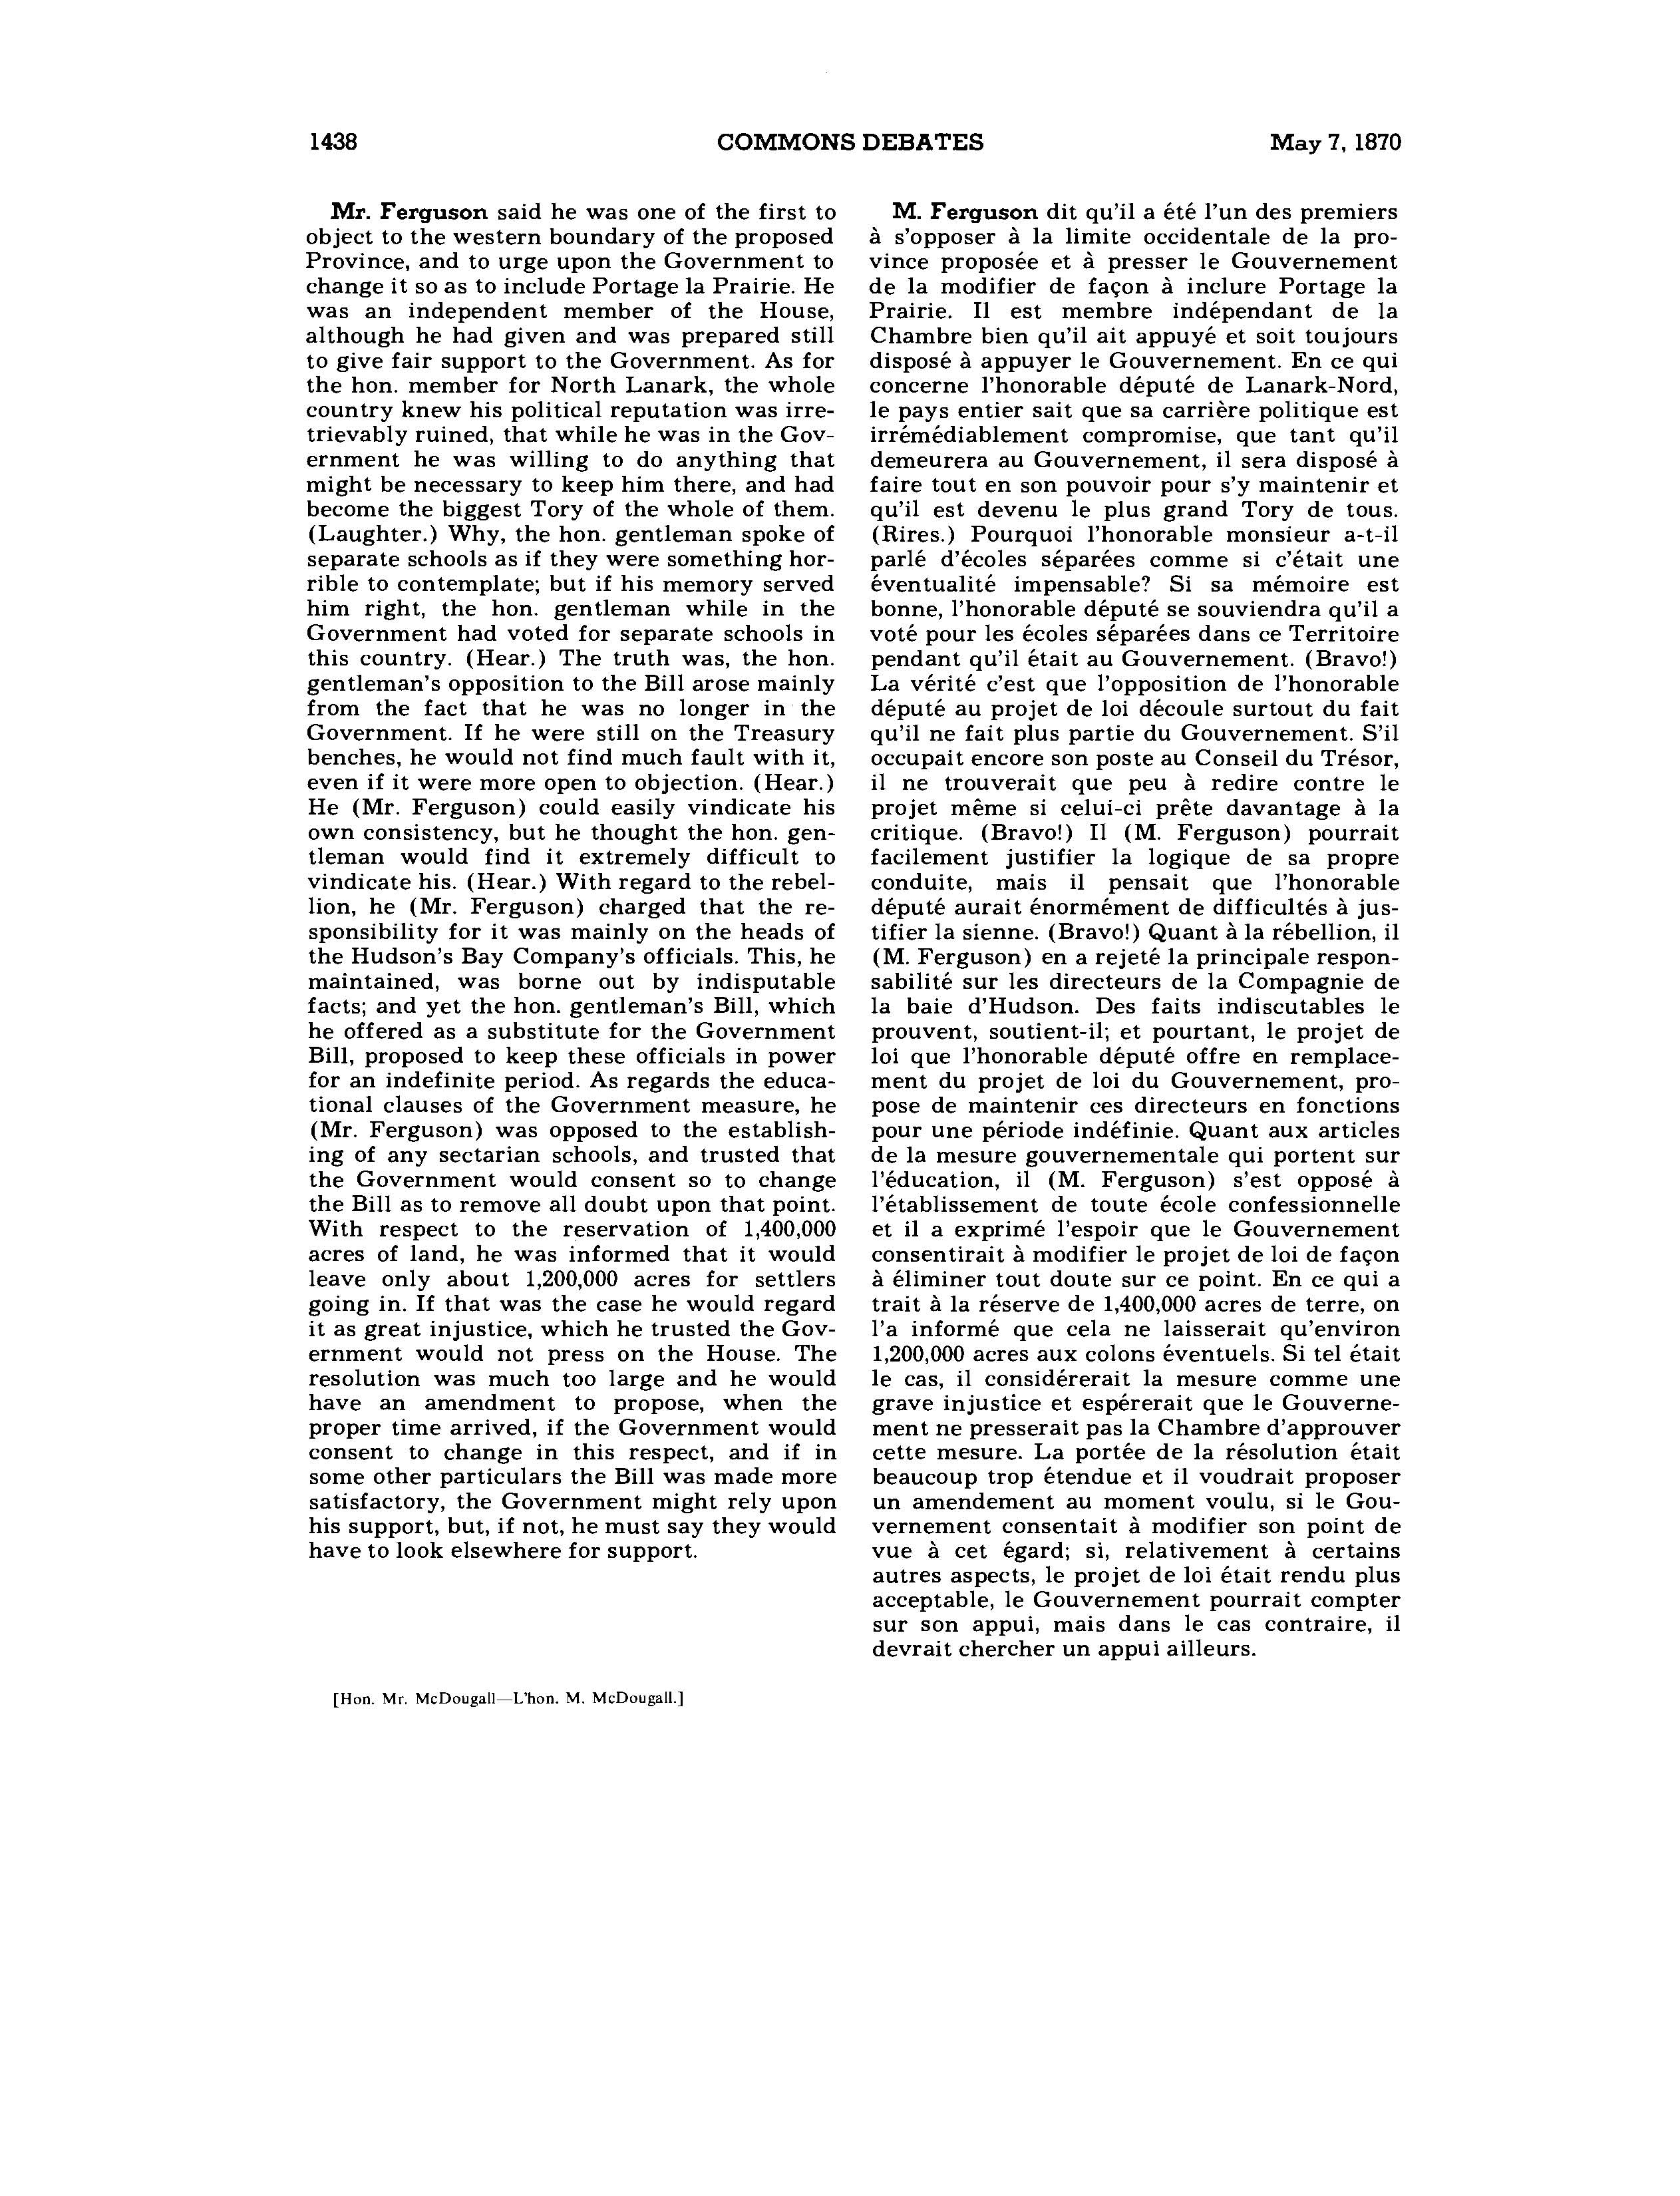 1438 COMMONS DEBATES May 7, 1870
Mr. Ferguson said he was one of the first to
object to the western boundary of the proposed
Province, and to urge upon the Government to
change it so as to include Portage la Prairie. He
was an independent member of the House,
although he had given and was prepared still
to give fair support to the Government. As for
the hon. member for North Lanark, the whole
country knew his political reputation was irre-
trievably ruined, that while he was in the Gov-
ernment he was willing to do anything that
might be necessary to keep him there, and had
become the biggest Tory of the whole of them.
(Laughter.) Why, the hon. gentleman spoke of
separate schools as if they were something hor-
rible to contemplate; but if his memory served
him right, the hon. gentleman while in the
Government had voted for separate schools in
this country. (Hear.) The truth was, the hon.
gentleman's opposition to the Bill arose mainly
from the fact that he was no longer in the
Government. If he were still on the Treasury
benches, he would not find much fault with it,
even if it were more open to objection. (Hear.)
He (Mr. Ferguson) could easily vindicate his
own consistency, but he thought the hon. gen-
tleman would find it extremely difficult to
vindicate his. (Hear.) With regard to the rebel-
lion, he (Mr. Ferguson) charged that the re-
sponsibility for it was mainly on the heads of
the Hudson's Bay Company's officials. This, he
maintained, was borne out by indisputable
facts; and yet the hon. gentleman's Bill, which
he offered as a substitute for the Government
Bill, proposed to keep these officials in power
for an indefinite period. As regards the educa-
tional clauses of the Government measure, he
(Mr. Ferguson) was opposed to the establish-
ing of any sectarian schools, and trusted that
the Government would consent so to change
the Bill as to remove all doubt upon that point.
With respect to the reservation of 1,400,000
acres of land, he was informed that it would
leave only about 1,200,000 acres for settlers
going in. If that was the case he would regard
it as great injustice, which he trusted the Gov-
ernment would not press on the House. The
resolution was much too large and he would
have an amendment to propose, when the
proper time arrived, if the Government would
consent to change in this respect, and if in
some other particulars the Bill was made more
satisfactory, the Government might rely upon
his support, but, if not, he must say they would
have to look elsewhere for support.
M. Ferguson dit qu'il a été l'un des premiers
à s'opposer à la limite occidentale de la pro-
vince proposée et à presser le Gouvernement
de la modifier de façon à inclure Portage la
Prairie. Il est membre indépendant de la
Chambre bien qu'il ait appuyé et soit toujours
disposé à appuyer le Gouvernement. En ce qui
concerne l'honorable député de Lanark-Nord,
le pays entier sait que sa carrière politique est
irrémédiablement compromise, que tant qu'il
demeurera au Gouvernement, il sera disposé à
faire tout en son pouvoir pour s'y maintenir et
qu'il est devenu le plus grand Tory de tous.
(Rires.) Pourquoi l'honorable monsieur a-t-il
parlé d'écoles séparées comme si c'était une
éventualité impensable? Si sa mémoire est
bonne, l'honorable député se souviendra qu'il a
voté pour les écoles séparées dans ce Territoire
pendant qu'il était au Gouvernement. (Bravo!)
La vérité c'est que l'opposition de l'honorable
député au projet de loi découle surtout du fait
qu'il ne fait plus partie du Gouvernement. S'il
occupait encore son poste au Conseil du Trésor,
il ne trouverait que peu à redire contre le
projet même si celui-ci prête davantage à la
critique. (Bravo!) Il (M. Ferguson) pourrait
facilement justifier la logique de sa propre
conduite, mais il pensait que l'honorable
député aurait énormément de difficultés à jus-
tifier la sienne. (Bravo!) Quant à la rébellion, il
(M. Ferguson) en a rejeté la principale respon-
sabilité sur les directeurs de la Compagnie de
la baie d'Hudson. Des faits indiscutables le
prouvent, soutient-il; et pourtant, le projet de
loi que l'honorable député offre en remplace-
ment du projet de loi du Gouvernement, pro-
pose de maintenir ces directeurs en fonctions
pour une période indéfinie. Quant aux articles
de la mesure gouvernementale qui portent sur
l'éducation, il (M. Ferguson) s'est opposé à
l'établissement de toute école confessionnelle
et il a exprimé l'espoir que le Gouvernement
consentirait à modifier le projet de loi de façon
à éliminer tout doute sur ce point. En ce qui a
trait à la réserve de 1,400,000 acres de terre, on
l'a informé que cela ne laisserait qu'environ
1,200,000 acres aux colons éventuels. Si tel était
le cas, il considérerait la mesure comme une
grave injustice et espérerait que le Gouverne-
ment ne presserait pas la Chambre d'approuver
cette mesure. La portée de la résolution était
beaucoup trop étendue et il voudrait proposer
un amendement au moment voulu, si le Gou-
vernement consentait à modifier son point de
vue à cet égard; si, relativement à certains
autres aspects, le projet de loi était rendu plus
acceptable, le Gouvernement pourrait compter
sur son appui, mais dans le cas contraire, il
devrait chercher un appui ailleurs.
[Hon. Mr. McDougall—L'hon. M. McDougall.]